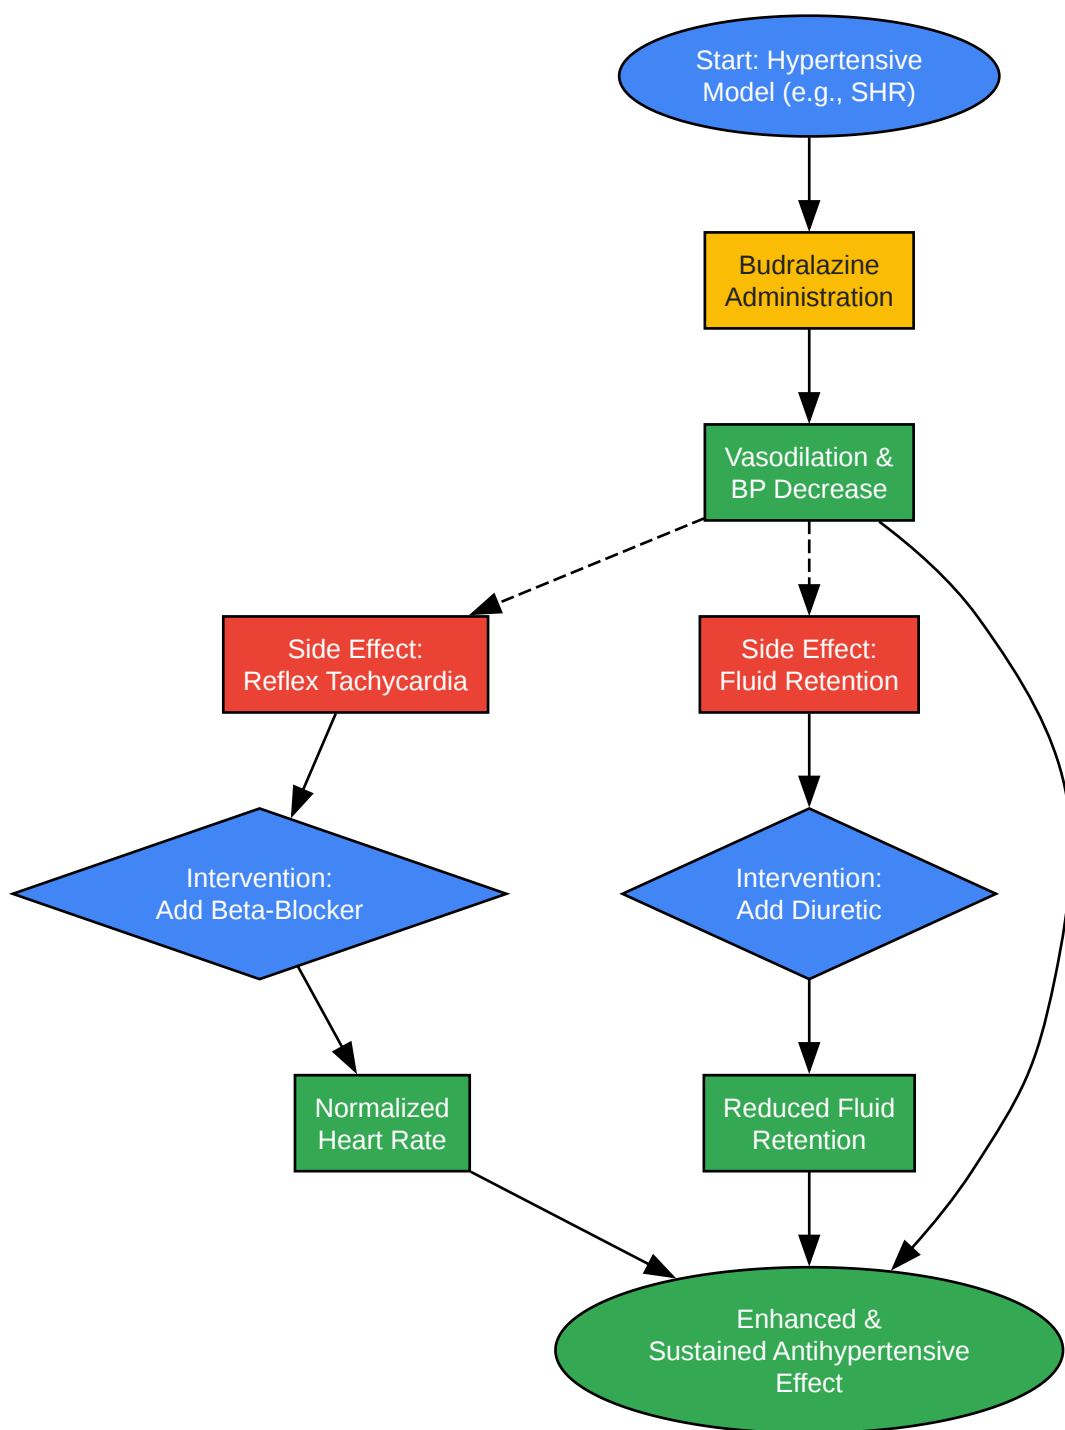 Start: Hypertensive
Model (e.g., SHR)
Budralazine
Administration
Vasodilation &
BP Decrease
Side Effect:
Reflex Tachycardia
Side Effect:
Fluid Retention
Intervention:
Add Beta-Blocker
Intervention:
Add Diuretic
Normalized
Heart Rate
Reduced Fluid
Retention
Enhanced &
Sustained Antihypertensive
Effect